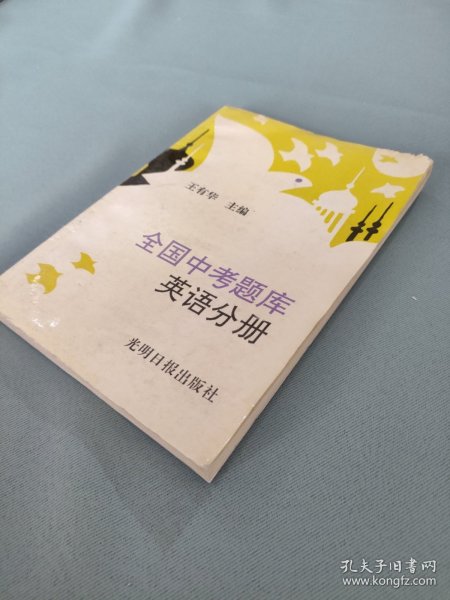 王有华 主编
全国中考题库
英语分册
光明日报出版社
孔夫子旧书网
www.kongfz.com